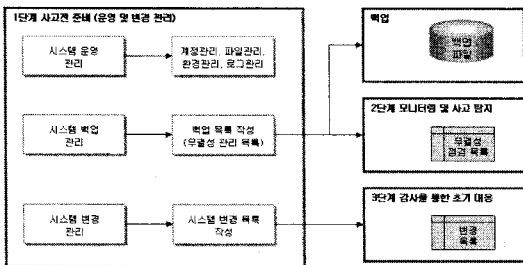 1단계 사고전 준비 (운영 및 변경 관리)
시스템 운영
관리
계정관리, 파일관리,
환경관리, 로그관리
시스템 백업
관리
백업 목록 작성
(무결성 관리 목록)
시스템 변경
관리
시스템 변경 목록
작성
백업
백업
파일
2단계 모니터링 및 사고 탐지
무결성
점검 목록
3단계 감사를 통한 초기 대응
변경
목록